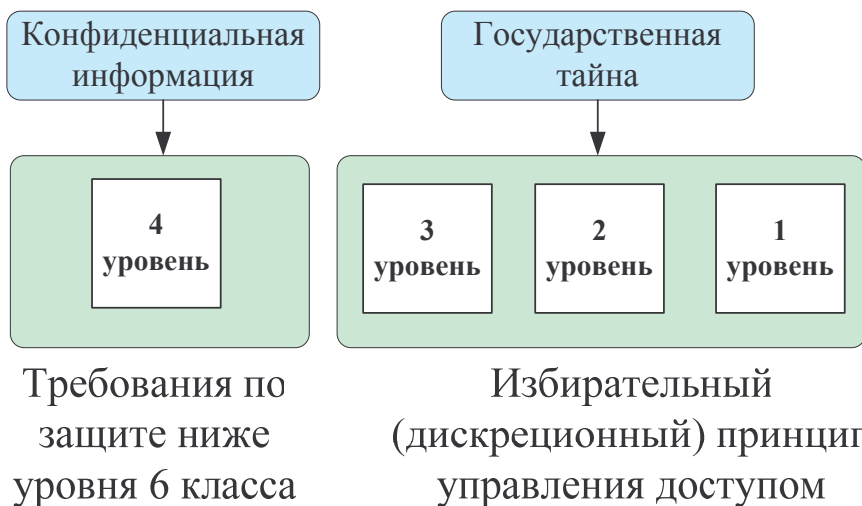 Конфиденциальная
информация
Государственная
тайна
4
уровень
3
уровень
2
уровень
1
уровень
Требования по
защите ниже
уровня 6 класса
Избирательный
(дискреционный) принцип
управления доступом